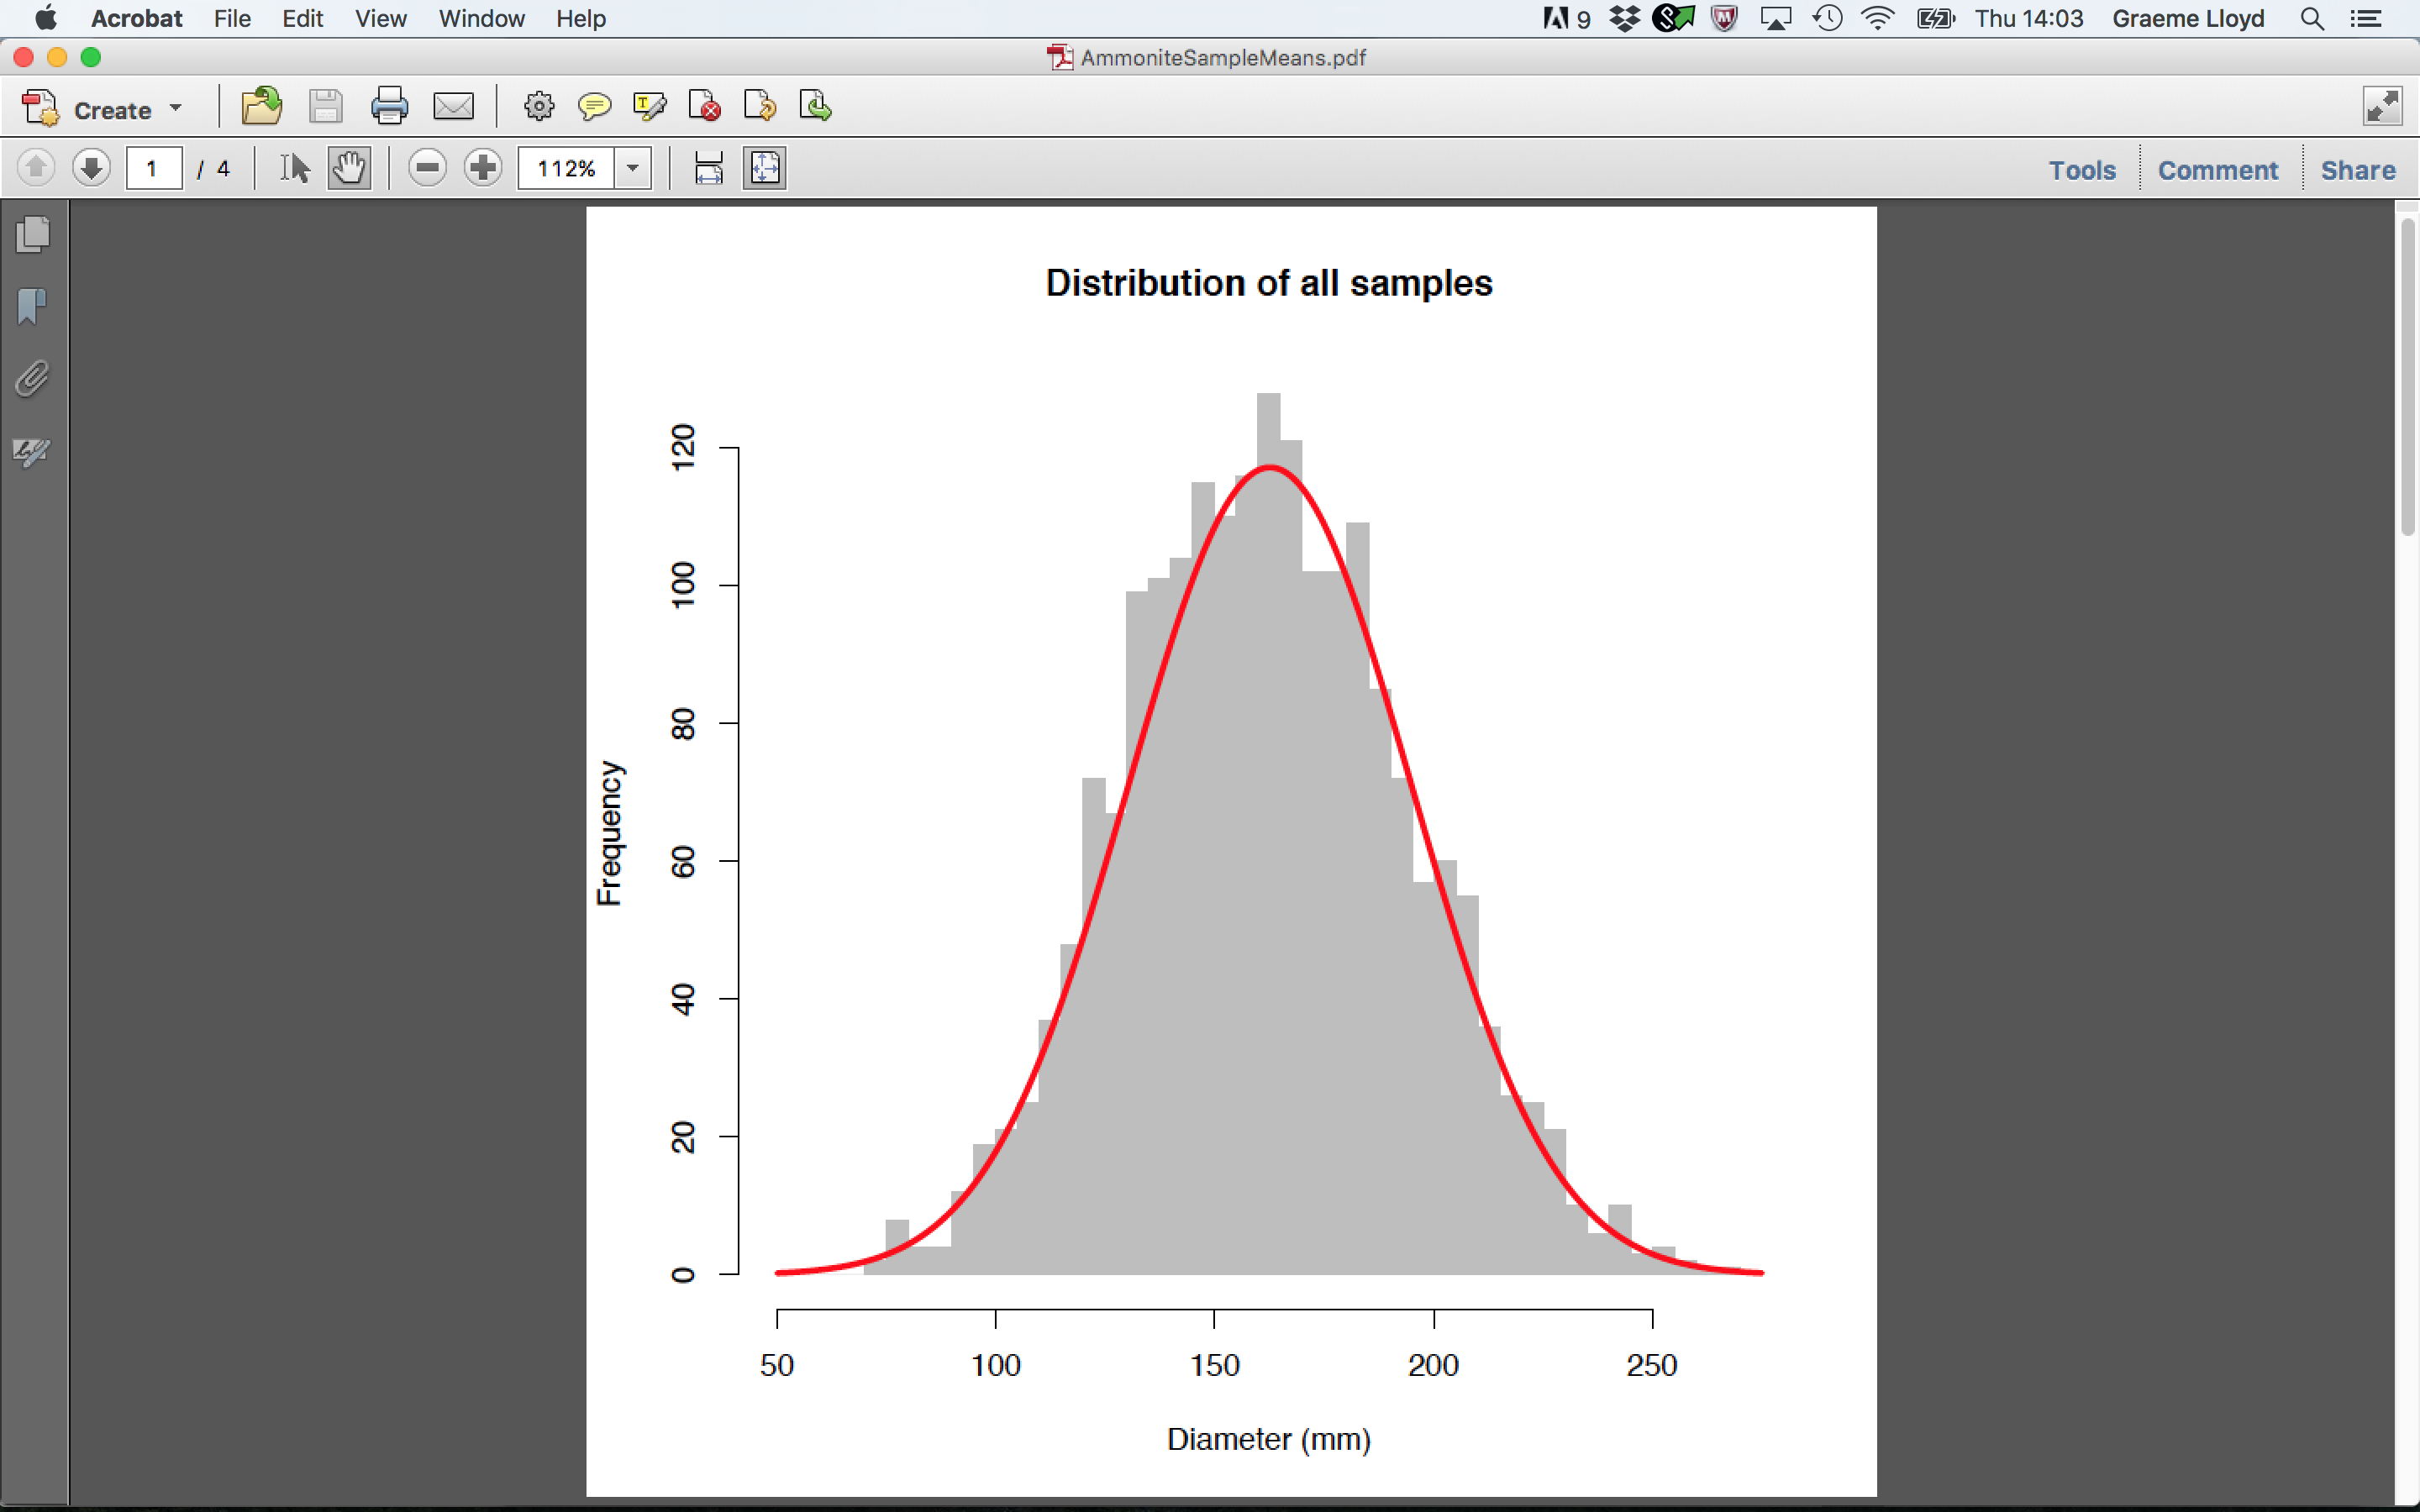 Acrobat File Edit View Window Help 9 Thu 14:03 Graeme Lloyd
AmmoniteSampleMeans.pdf
Create
1 / 4 112% Tools Comment Share
Distribution of all samples
Frequency
120
100
80
60
40
20
0
50 100 150 200 250
Diameter (mm)